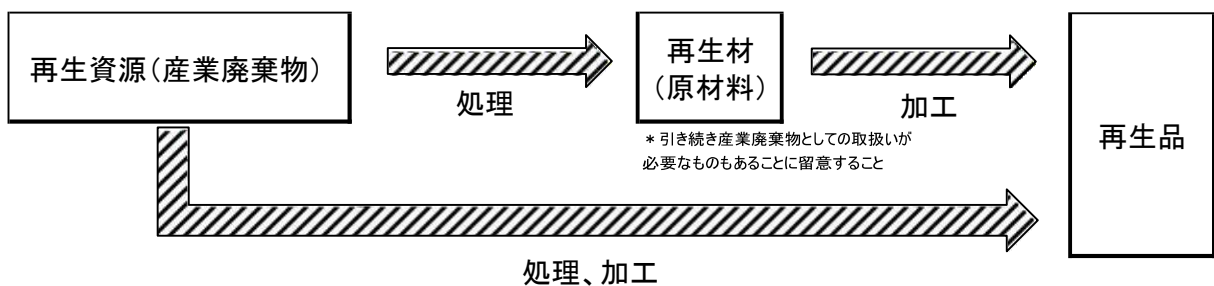 再生資源（産業廃棄物）
処理
再生材
（原材料）
＊引き続き産業廃棄物としての取扱いが
必要なものもあることに留意すること
加工
再生品
処理、加工